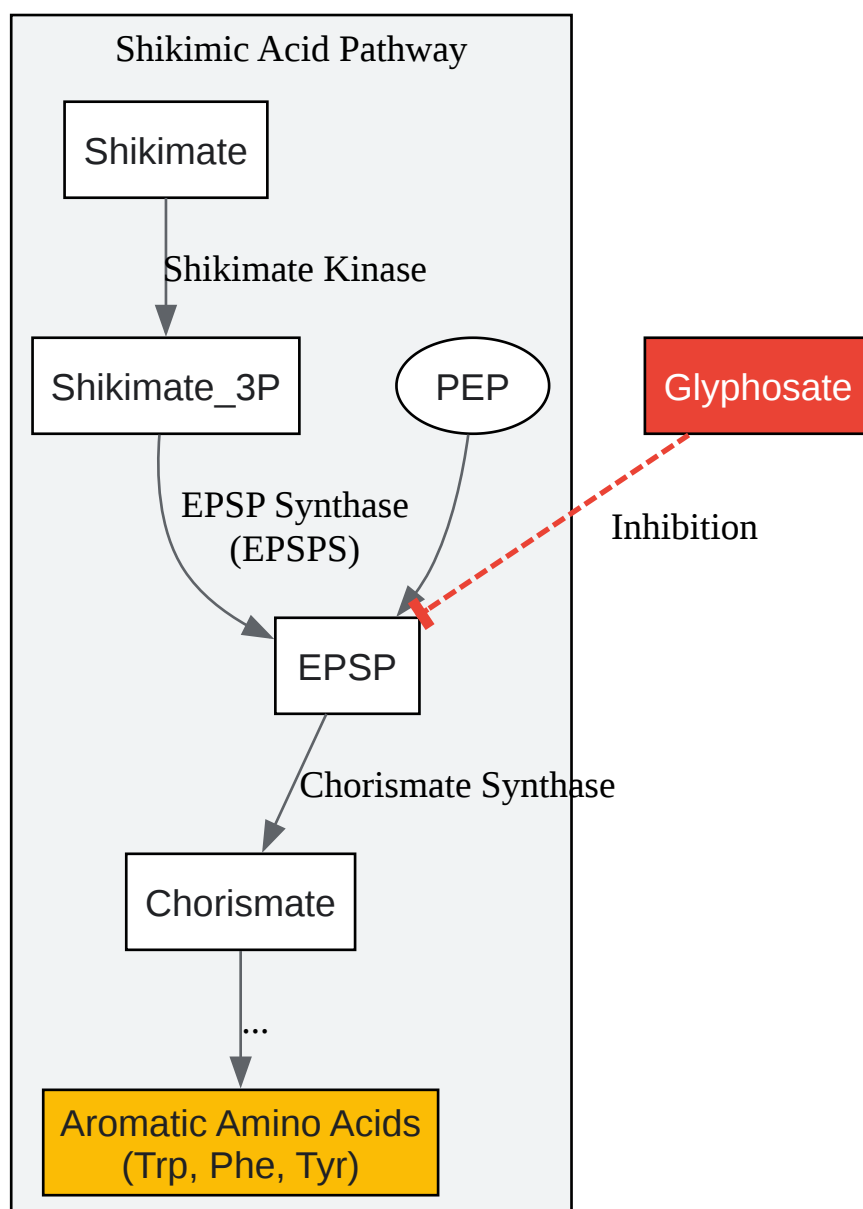 Shikimic Acid Pathway
Shikimate
Shikimate Kinase
Shikimate_3P
PEP
Glyphosate
EPSP Synthase
(EPSPS)
Inhibition
EPSP
Chorismate Synthase
Chorismate
...
Aromatic Amino Acids
(Trp, Phe, Tyr)